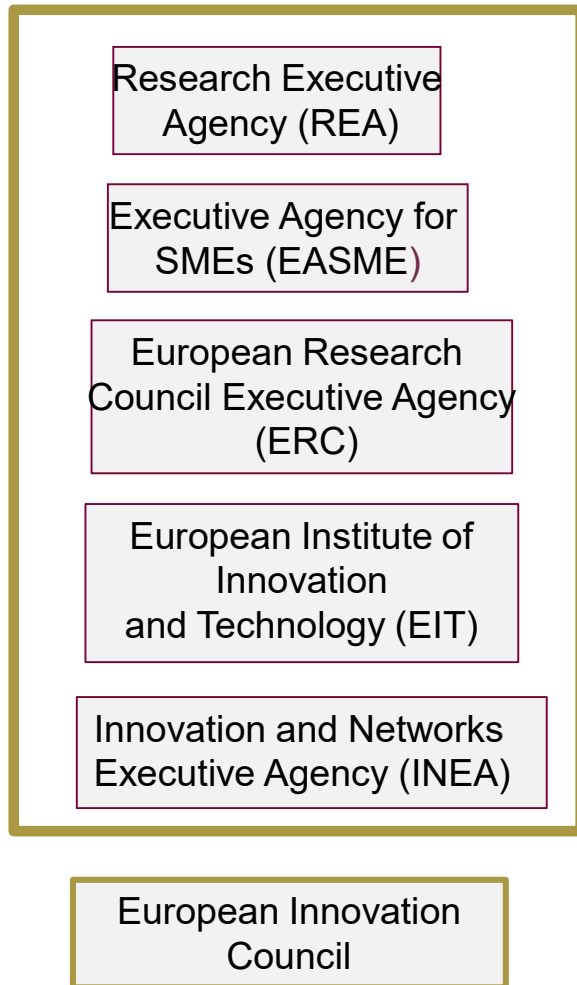 Research Executive
Agency (REA)
Executive Agency for
SMEs (EASME)
European Research
Council Executive Agency
(ERC)
European Institute of
Innovation
and Technology (EIT)
Innovation and Networks
Executive Agency (INEA)
European Innovation
Council